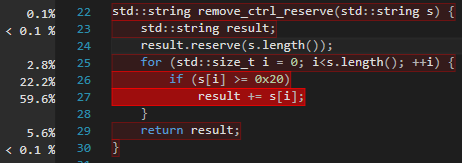 0.1% 22 std::string remove_ctrl_reserve(std::string s) {
< 0.1 % 23 std::string result;
24 result.reserve(s.length());
2.8% 25 for (std::size_t i = 0; i<s.length(); ++i) {
22.2% 26 if (s[i] >= 0x20)
59.6% 27 result += s[i];
28 }
5.6% 29 return result;
< 0.1 % 30 }